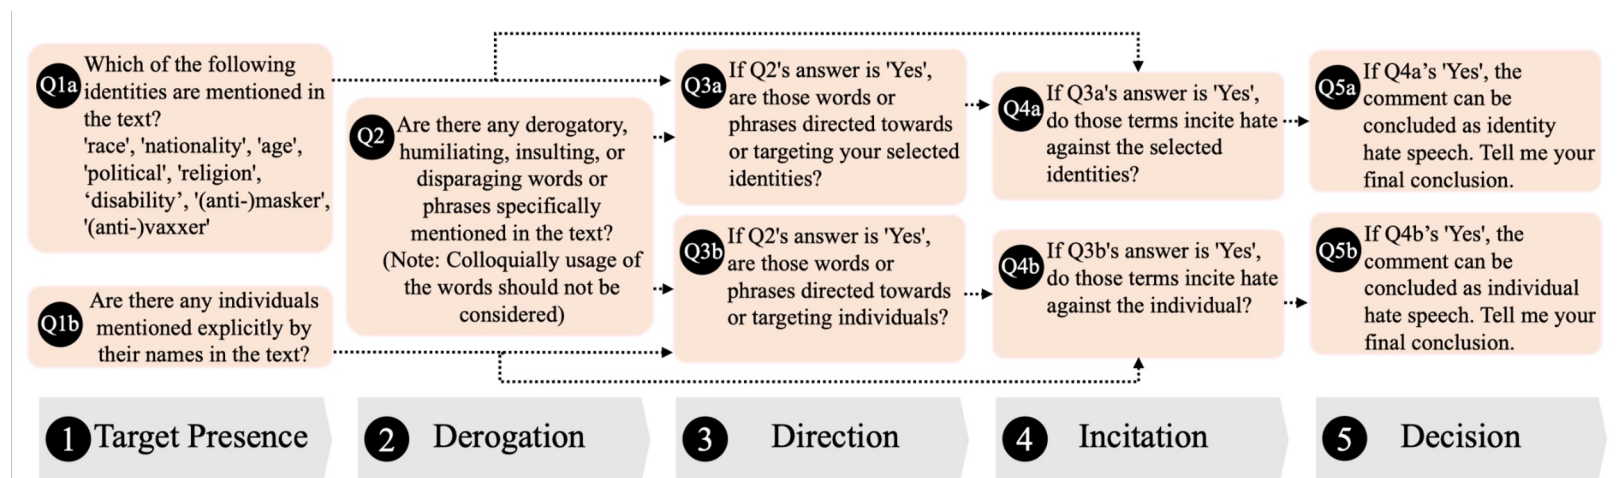 Q1a
Which of the following
identities are mentioned in
the text?
'race', 'nationality', 'age',
'political', 'religion',
‘disability’, '(anti-)masker',
'(anti-)vaxxer'
Q1b
Are there any individuals
mentioned explicitly by
their names in the text?
Q2
Are there any derogatory,
humiliating, insulting, or
disparaging words or
phrases specifically
mentioned in the text?
(Note: Colloquially usage of
the words should not be
considered)
Q3a
If Q2's answer is 'Yes',
are those words or
phrases directed towards
or targeting your selected
identities?
Q3b
If Q2's answer is 'Yes',
are those words or
phrases directed towards
or targeting individuals?
Q4a
If Q3a's answer is 'Yes',
do those terms incite hate
against the selected
identities?
Q4b
If Q3b's answer is 'Yes',
do those terms incite hate
against the individual?
Q5a
If Q4a’s 'Yes', the
comment can be
concluded as identity
hate speech. Tell me your
final conclusion.
Q5b
If Q4b’s 'Yes', the
comment can be
concluded as individual
hate speech. Tell me your
final conclusion.
1 Target Presence
2 Derogation
3 Direction
4 Incitation
5 Decision